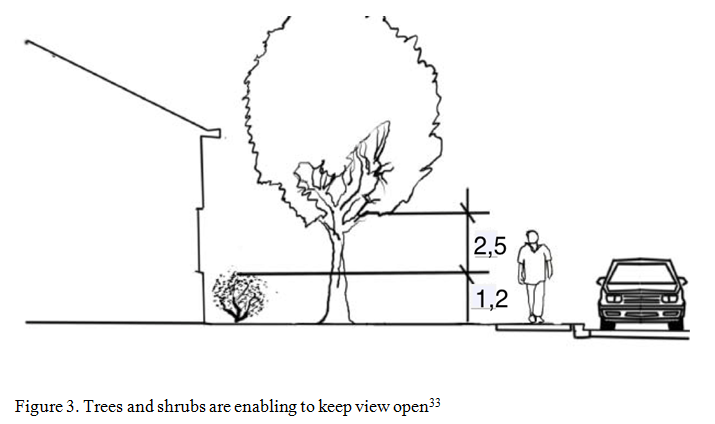 2,5
1,2
Figure 3. Trees and shrubs are enabling to keep view open³³